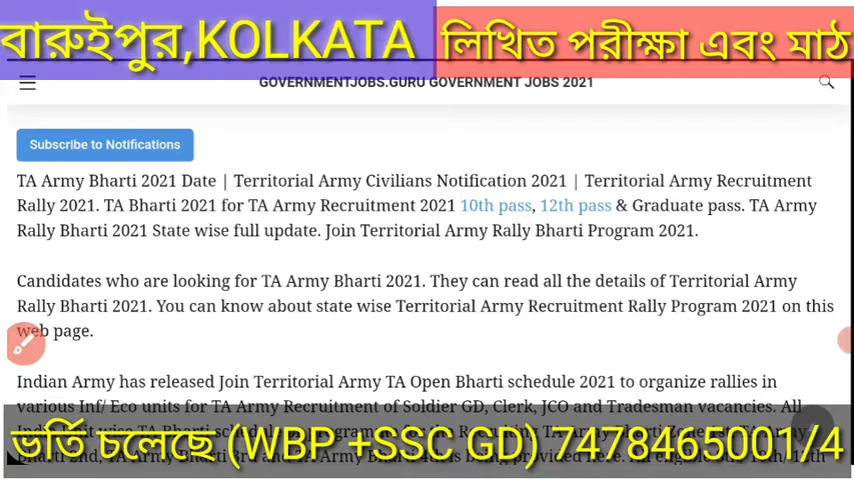 বারুইপুর,KOLKATA লিখিত পরীক্ষা এবং মাঠ
GOVERNMENTJOBS.GURU GOVERNMENT JOBS 2021
Subscribe to Notifications
TA Army Bharti 2021 Date | Territorial Army Civilians Notification 2021 | Territorial Army Recruitment
Rally 2021. TA Bharti 2021 for TA Army Recruitment 2021 10th pass, 12th pass & Graduate pass. TA Army
Rally Bharti 2021 State wise full update. Join Territorial Army Rally Bharti Program 2021.
Candidates who are looking for TA Army Bharti 2021. They can read all the details of Territorial Army
Rally Bharti 2021. You can know about state wise Territorial Army Recruitment Rally Program 2021 on this
web page.
Indian Army has released Join Territorial Army TA Open Bharti schedule 2021 to organize rallies in
various Inf/ Eco units for TA Army Recruitment of Soldier GD, Clerk, JCO and Tradesman vacancies. All
ভর্তি চলেছে (WBP +SSC GD) 7478465001/4